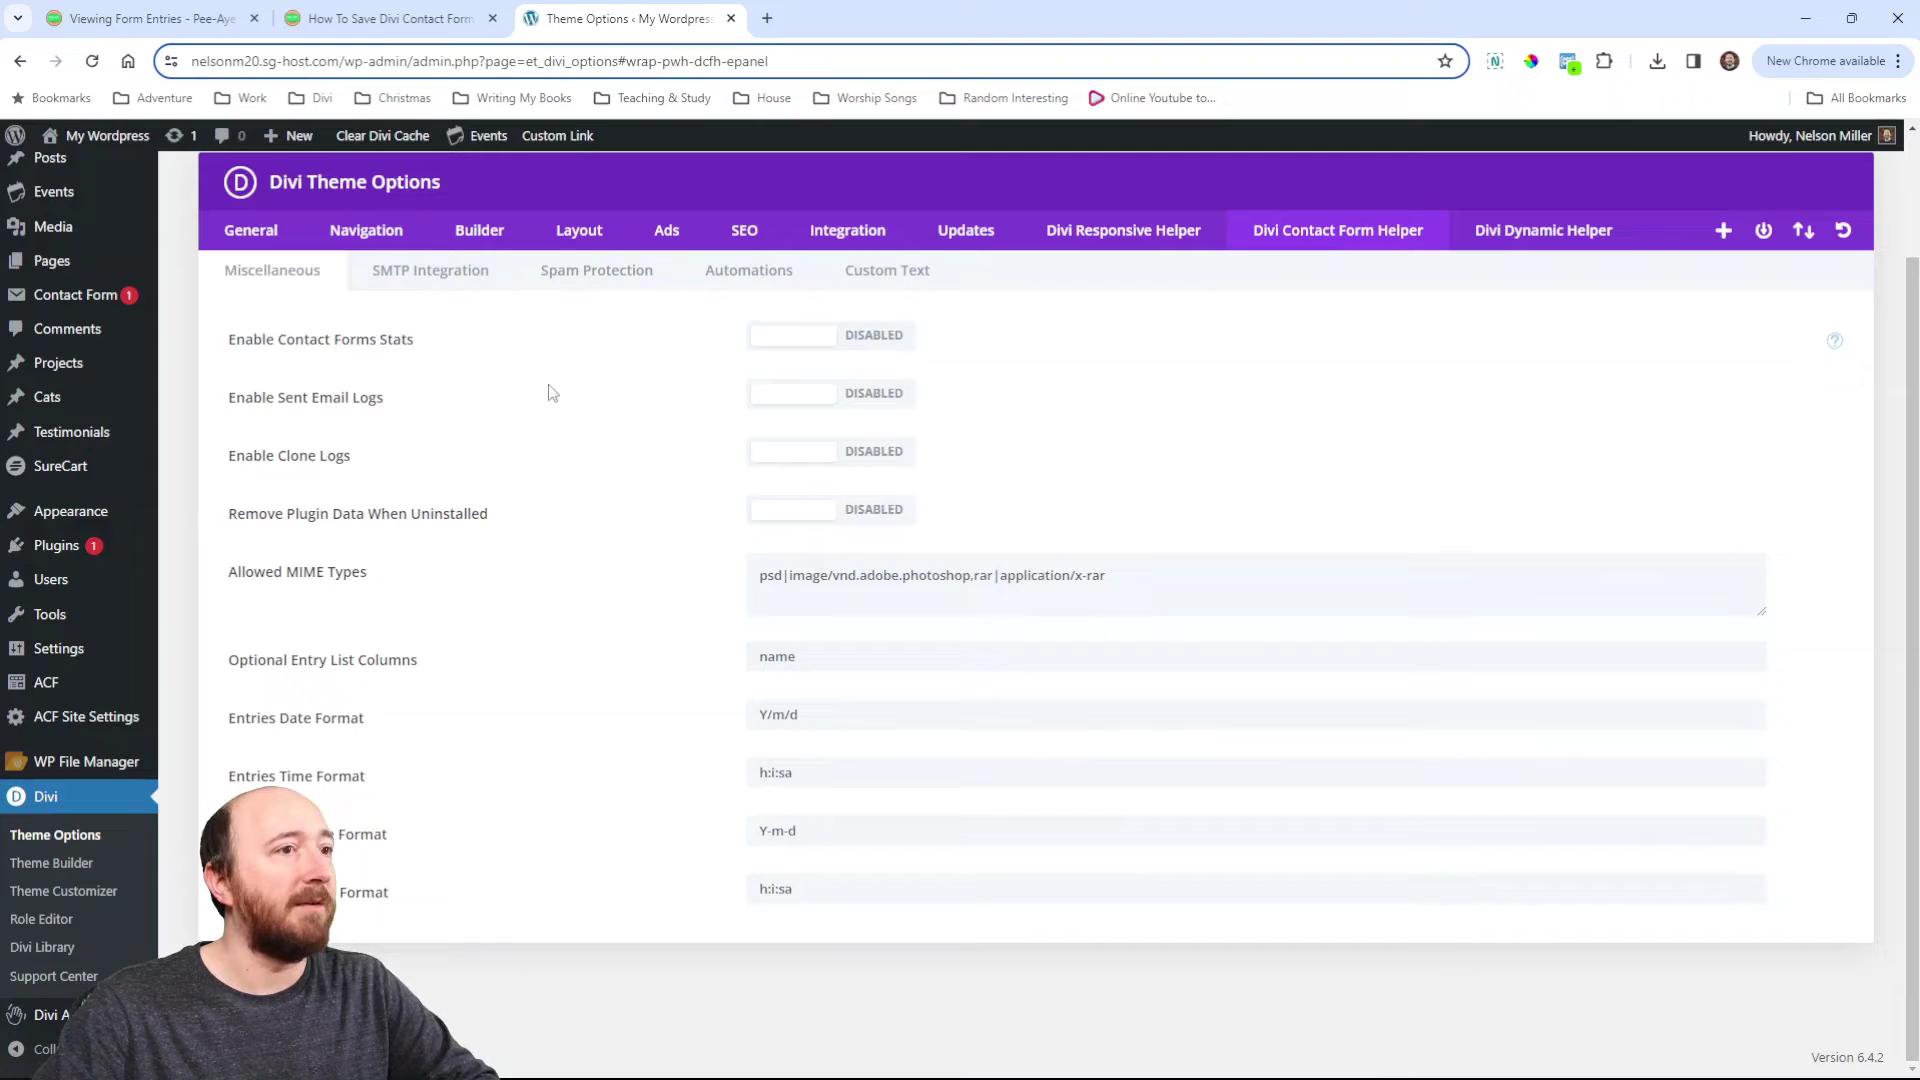 Viewing Form Entries - Pee-Aye
How To Save Divi Contact Form
Theme Options ‹ My Wordpress
nelsonm20.sg-host.com/wp-admin/admin.php?page=et_divi_options#wrap-pwh-dcfh-epanel
New Chrome available
Bookmarks
Adventure
Work
Divi
Christmas
Writing My Books
Teaching & Study
House
Worship Songs
Random Interesting
Online Youtube to...
All Bookmarks
My Wordpress
1
0
New
Clear Divi Cache
Events
Custom Link
Howdy, Nelson Miller
Posts
Events
Media
Pages
Contact Form 1
Comments
Projects
Cats
Testimonials
SureCart
Appearance
Plugins 1
Users
Tools
Settings
ACF
ACF Site Settings
WP File Manager
Divi
Theme Options
Theme Builder
Theme Customizer
Role Editor
Divi Library
Support Center
Divi A
Coll
D Divi Theme Options
General
Navigation
Builder
Layout
Ads
SEO
Integration
Updates
Divi Responsive Helper
Divi Contact Form Helper
Divi Dynamic Helper
Miscellaneous
SMTP Integration
Spam Protection
Automations
Custom Text
Enable Contact Forms Stats DISABLED
Enable Sent Email Logs DISABLED
Enable Clone Logs DISABLED
Remove Plugin Data When Uninstalled DISABLED
Allowed MIME Types psd|image/vnd.adobe.photoshop,rar|application/x-rar
Optional Entry List Columns name
Entries Date Format Y/m/d
Entries Time Format h:i:sa
Format Y-m-d
Format h:i:sa
Version 6.4.2